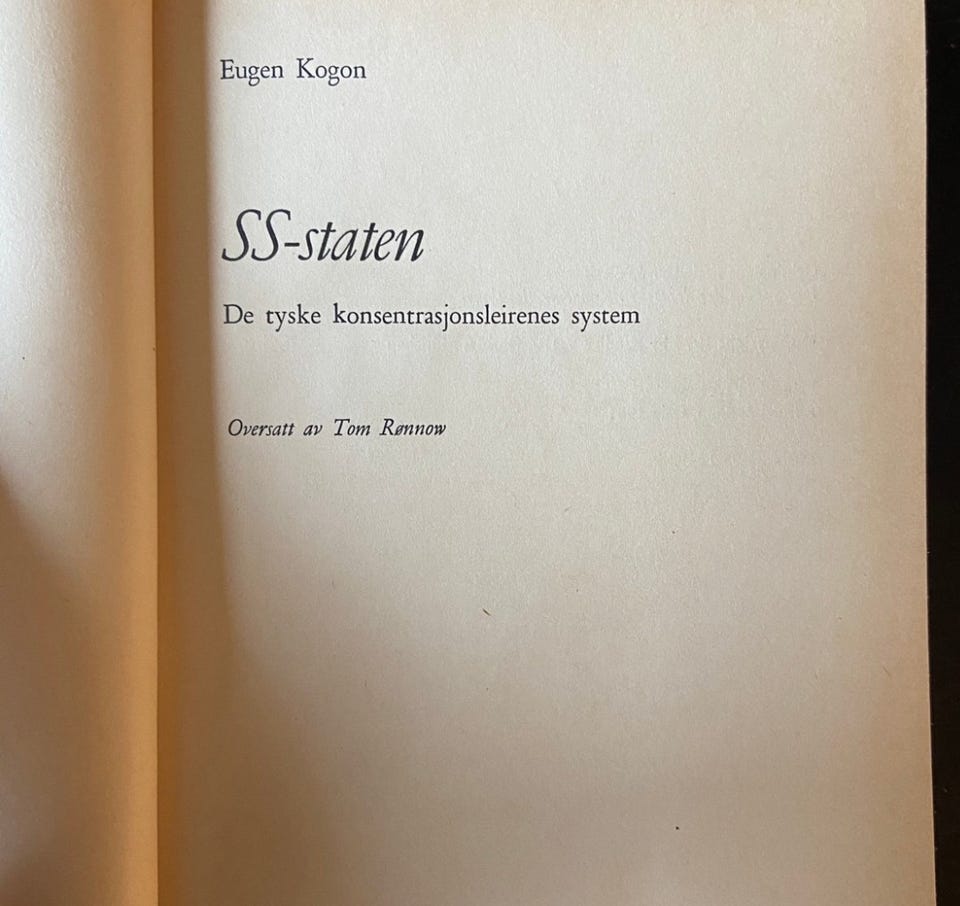 Eugen Kogon
SS-staten
De tyske konsentrasjonsleirenes system
Oversatt av Tom Rønnow